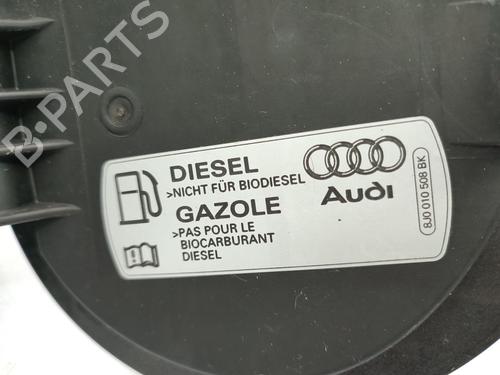 B-PARTS
DIESEL
>NICHT FÜR BIODIESEL
GAZOLE
>PAS POUR LE
BIOCARBURANT
DIESEL
Audi
8J0 010 508 BK